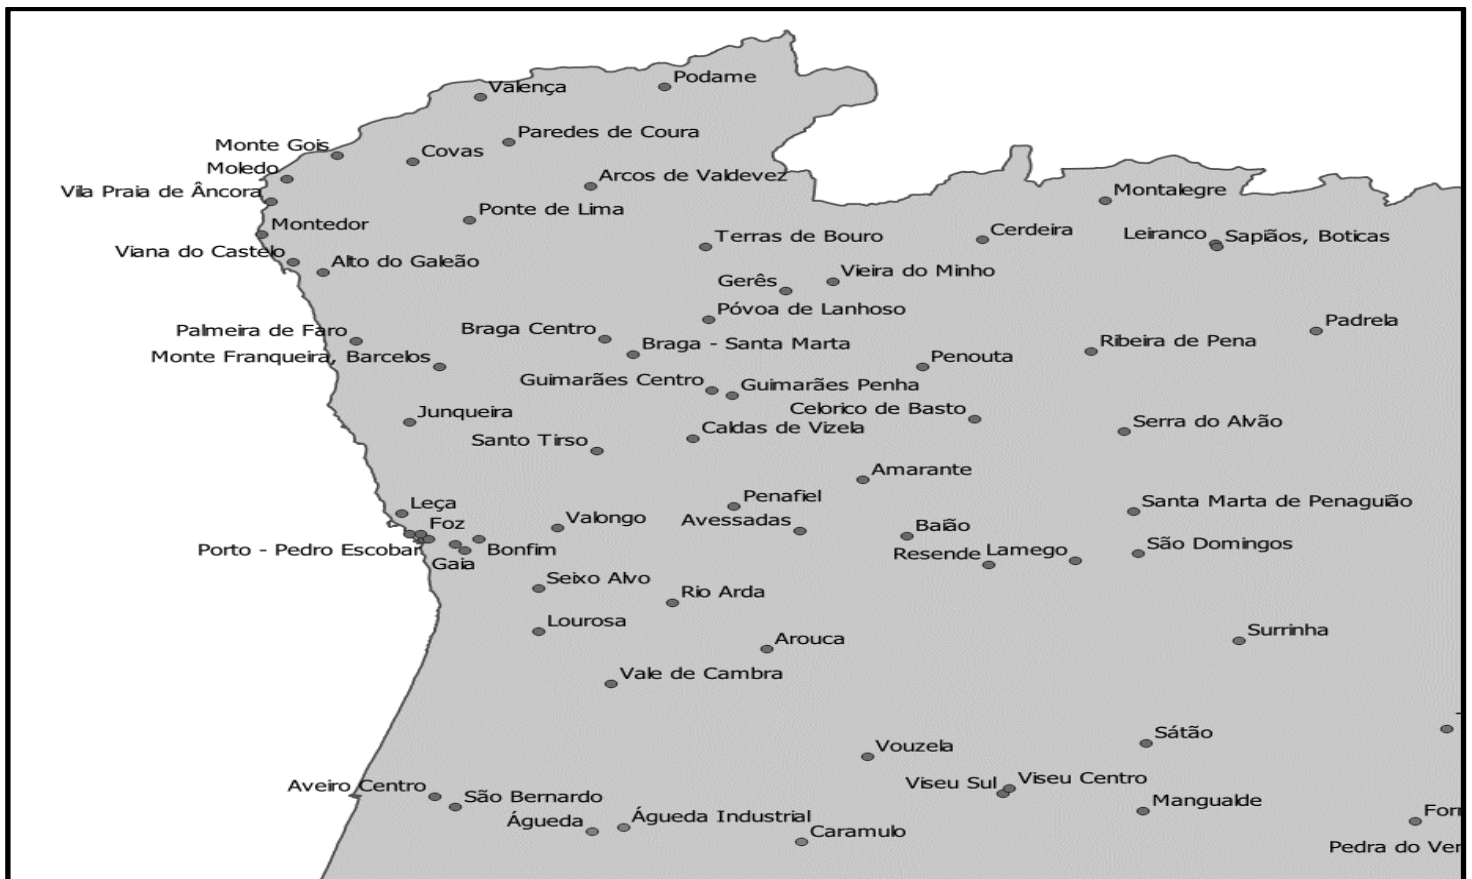 Podame
Valença
Paredes de Coura
Monte Gois
Covas
Moledo
Arcos de Valdevez
Vila Praia de Âncora
Montalegre
Ponte de Lima
Montedor
Cerdeira
Leiranco
Sapiãos, Boticas
Terras de Bouro
Viana do Castelo
Alto do Galeão
Vieira do Minho
Gerês
Póvoa de Lanhoso
Padrela
Palmeira de Faro
Braga Centro
Ribeira de Pena
Braga - Santa Marta
Monte Franqueira, Barcelos
Penouta
Guimarães Centro
Guimarães Penha
Celorico de Basto
Junqueira
Serra do Alvão
Caldas de Vizela
Santo Tirso
Amarante
Penafiel
Santa Marta de Penaguião
Leça
Valongo
Avessadas
Foz
Baião
São Domingos
Porto - Pedro Escobar
Bonfim
Resende
Lamego
Gaia
Seixo Alvo
Rio Arda
Lourosa
Surrinha
Arouca
Vale de Cambra
Sátão
Vouzela
Viseu Centro
Viseu Sul
Aveiro Centro
São Bernardo
Mangualde
Águeda Industrial
Águeda
Caramulo
Pedra do Ver